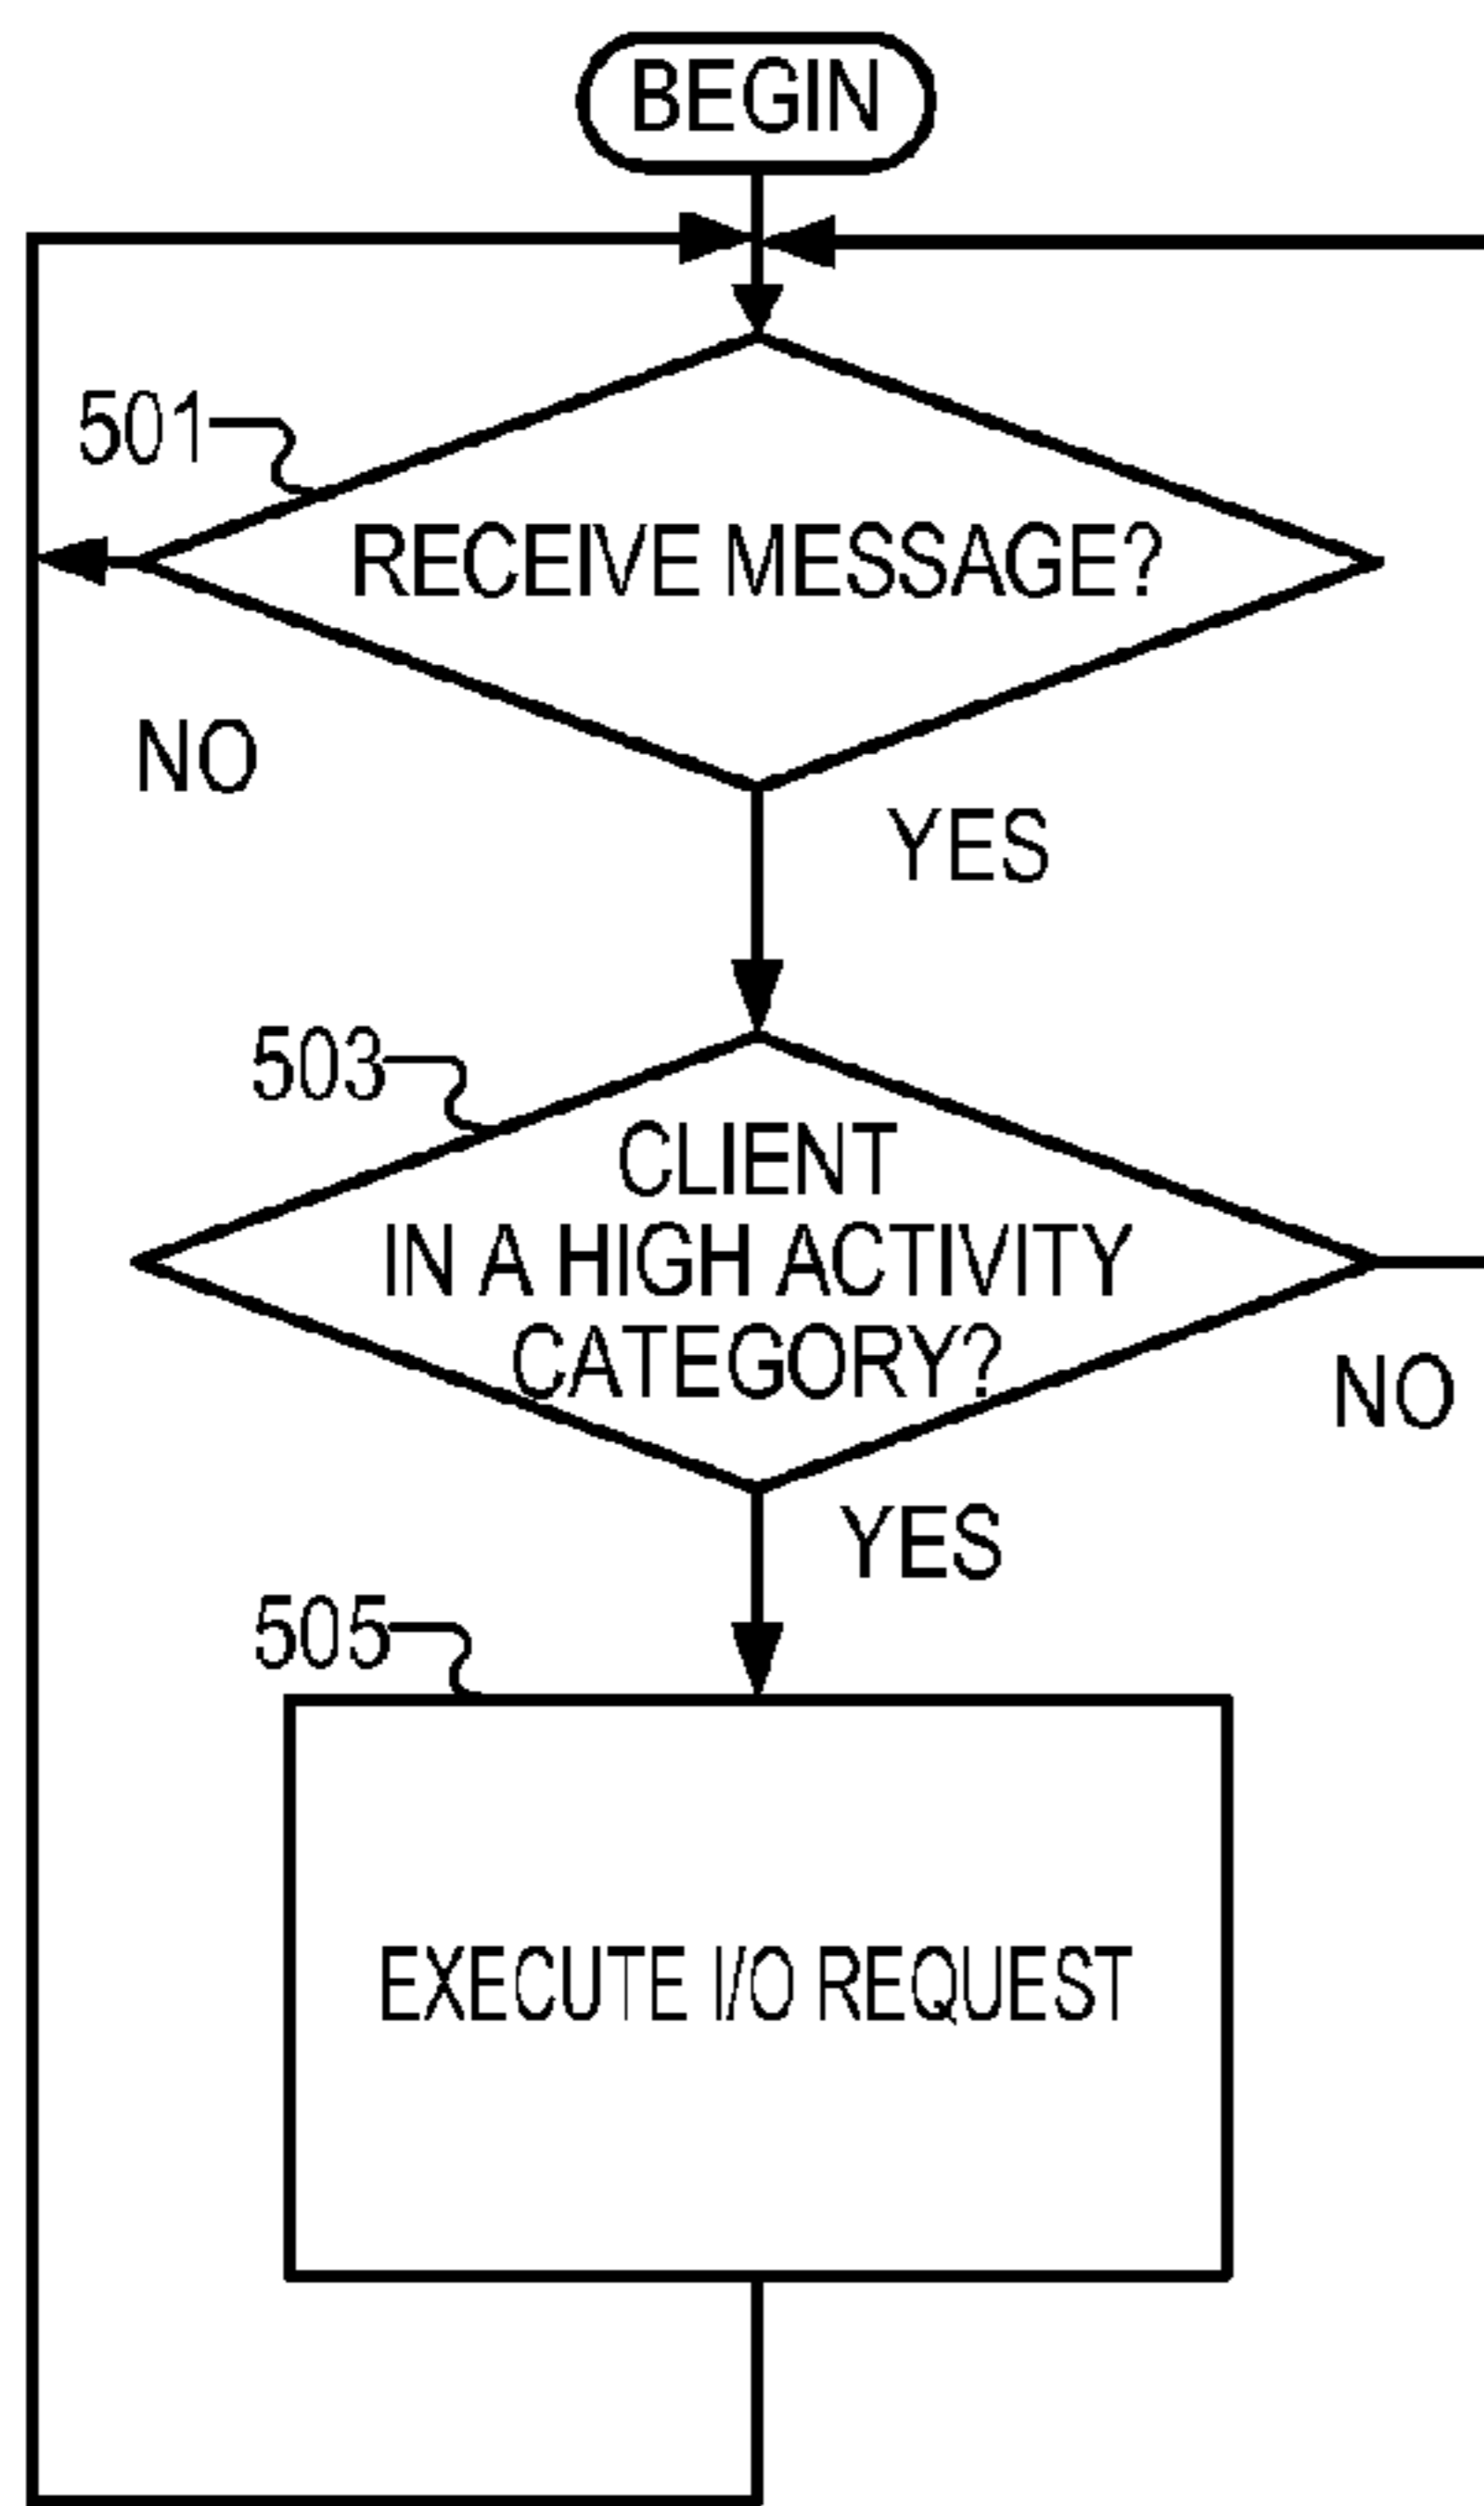 BEGIN
501
RECEIVE MESSAGE?
NO
YES
503
CLIENT
IN A HIGH ACTIVITY
CATEGORY?
NO
YES
505
EXECUTE I/O REQUEST